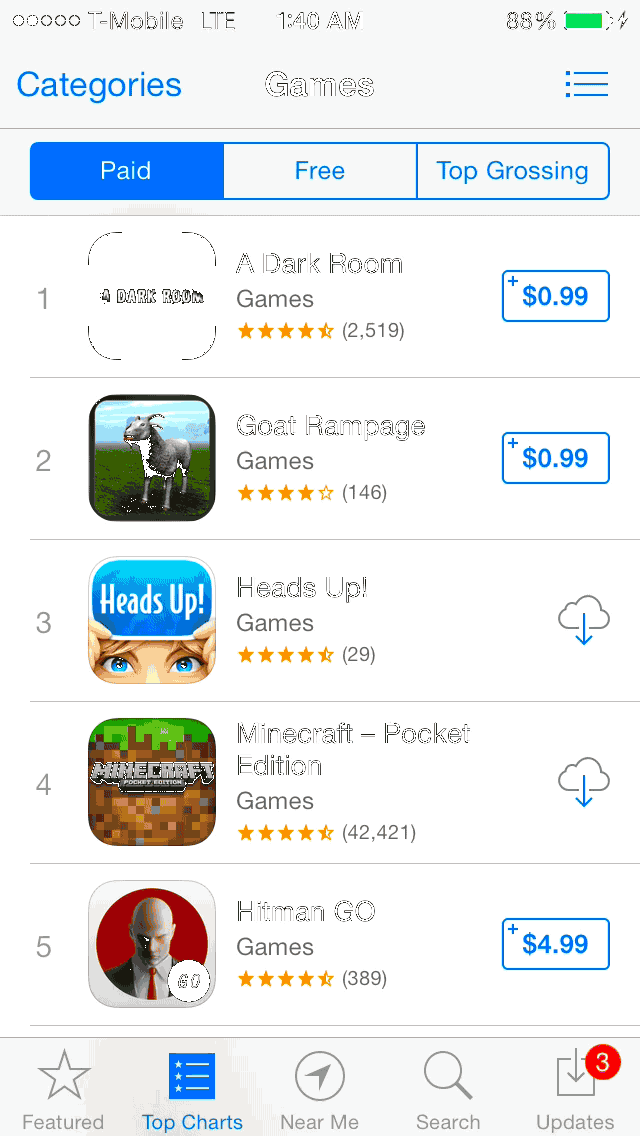 T-Mobile LTE 1:40 AM 88%
Categories Games
Paid Free Top Grossing
1 A DARK ROOM A Dark Room
Games
(2,519)
+ $0.99
2 Goat Rampage
Games
(146)
+ $0.99
3 Heads Up! Heads Up!
Games
(29)
4 MINECRAFT POCKET EDITION Minecraft – Pocket
Edition
Games
(42,421)
5 GO Hitman GO
Games
(389)
+ $4.99
3
Featured Top Charts Near Me Search Updates